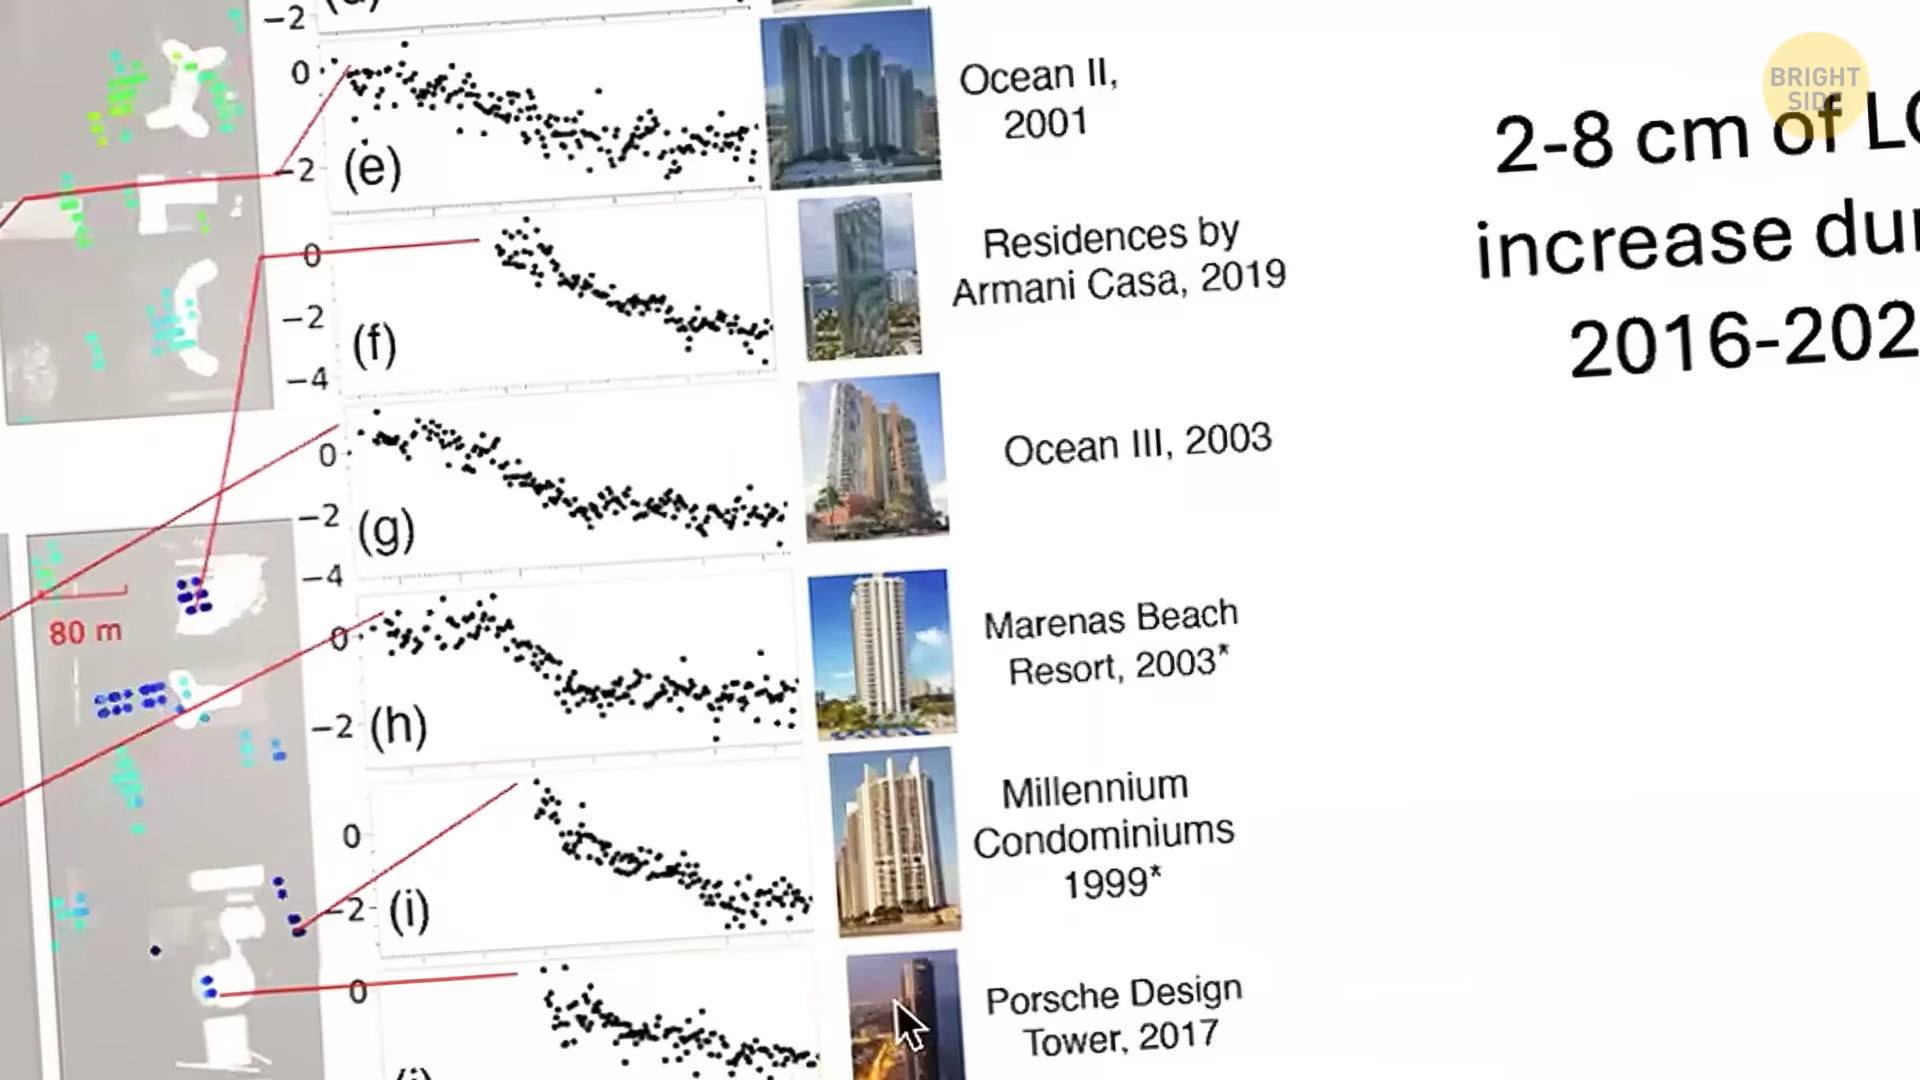 −2
0
−2
(e)
Ocean II,
2001
BRIGHT
SIDE
2-8 cm of
increase
2016-202
0
−2
−4
(f)
Residences by
Armani Casa, 2019
0
−2
−4
(g)
Ocean III, 2003
80 m
0
−2
(h)
Marenas Beach
Resort, 2003*
0
−2
(i)
Millennium
Condominiums
1999*
0
Porsche Design
Tower, 2017